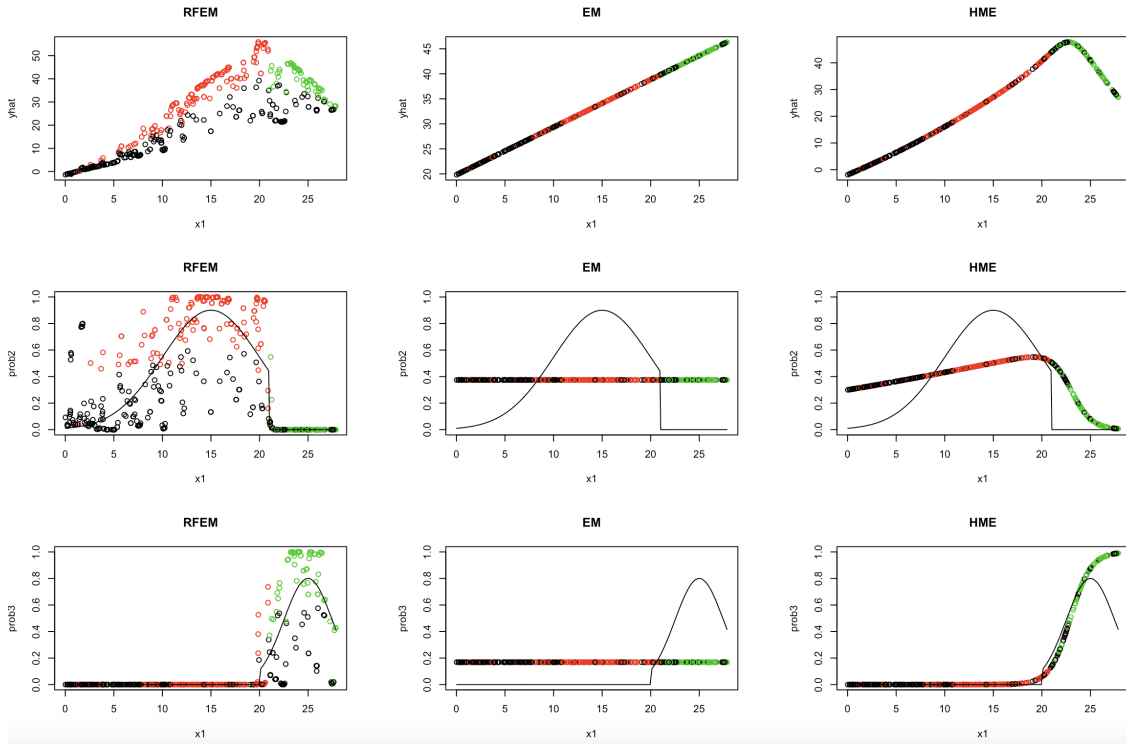 RFEM EM HME
yhat 0 10 20 30 40 50
0 5 10 15 20 25
x1
yhat 20 25 30 35 40 45
0 5 10 15 20 25
x1
yhat 0 10 20 30 40
0 5 10 15 20 25
x1
RFEM EM HME
prob2 0.0 0.2 0.4 0.6 0.8 1.0
0 5 10 15 20 25
x1
prob2 0.0 0.2 0.4 0.6 0.8 1.0
0 5 10 15 20 25
x1
prob2 0.0 0.2 0.4 0.6 0.8 1.0
0 5 10 15 20 25
x1
RFEM EM HME
prob3 0.0 0.2 0.4 0.6 0.8 1.0
0 5 10 15 20 25
x1
prob3 0.0 0.2 0.4 0.6 0.8 1.0
0 5 10 15 20 25
x1
prob3 0.0 0.2 0.4 0.6 0.8 1.0
0 5 10 15 20 25
x1